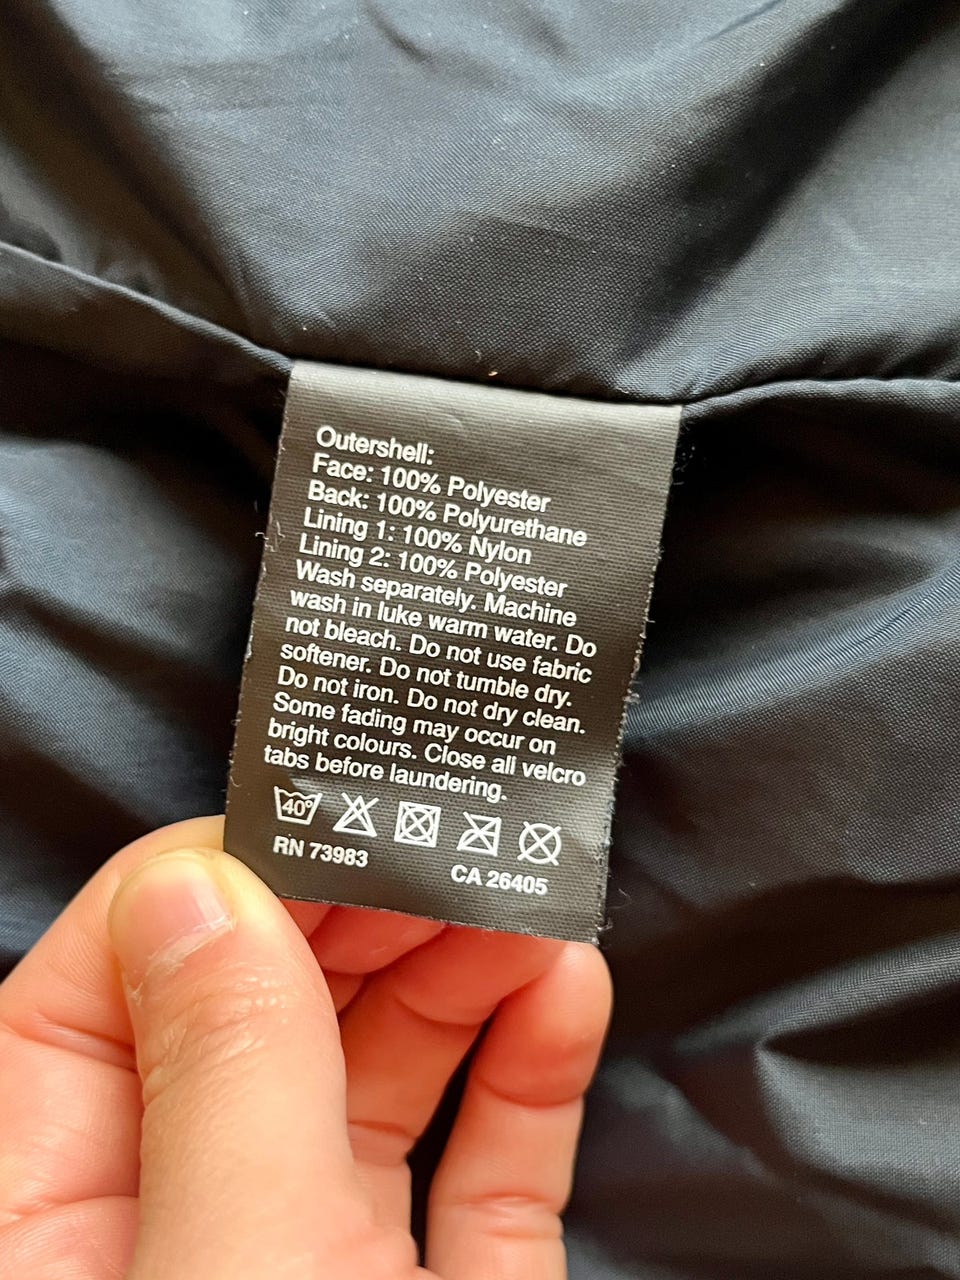 Outershell:
Face: 100% Polyester
Back: 100% Polyurethane
Lining 1: 100% Nylon
Lining 2: 100% Polyester
Wash separately. Machine
wash in luke warm water. Do
not bleach. Do not use fabric
softener. Do not tumble dry.
Do not iron. Do not dry clean.
Some fading may occur on
bright colours. Close all velcro
tabs before laundering.
40°
RN 73983
CA 26405